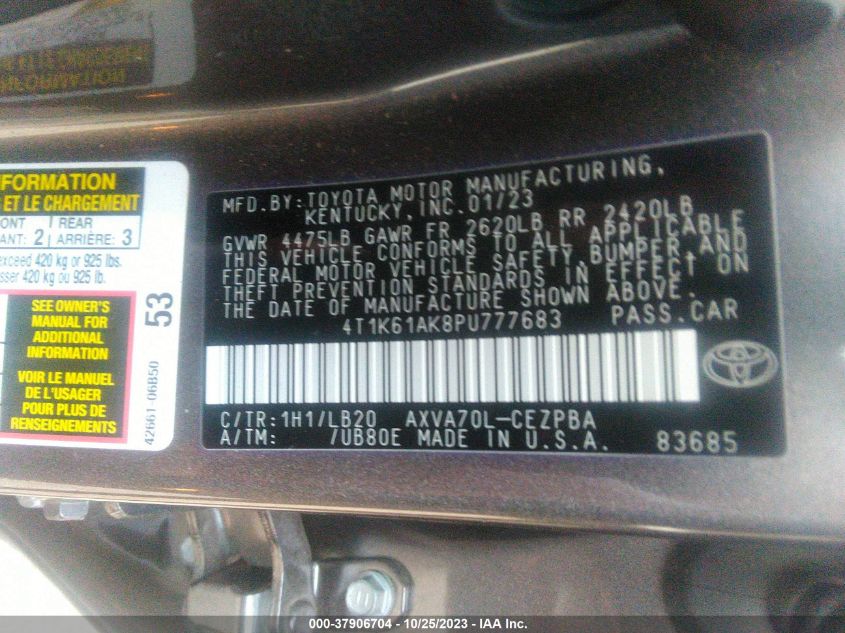 NFORMATION
ET LE CHARGEMENT
ONT REAR
ANT: 2 ARRIÈRE: 3
exceed 420 kg or 925 lbs.
sser 420 kg ou 925 lb.
SEE OWNER'S
MANUAL FOR
ADDITIONAL
INFORMATION
VOIR LE MANUEL
DE L'USAGER
POUR PLUS DE
RENSEIGNEMENTS
53
42661-06B50
MFD.BY:TOYOTA MOTOR MANUFACTURING,
KENTUCKY,INC.01/23
GVWR 4475LB GAWR FR 2620LB RR 2420LB
THIS VEHICLE CONFORMS TO ALL APPLICABLE
FEDERAL MOTOR VEHICLE SAFETY,BUMPER,AND
THEFT PREVENTION STANDARDS IN EFFECT ON
THE DATE OF MANUFACTURE SHOWN ABOVE.
4T1K61AK8PU777683 PASS.CAR
C/TR:1H1/LB20 AXVA70L-CEZPBA
A/TM: /UB80E MADE IN U.S.A. 83685
000-37906704 - 10/25/2023 - IAA Inc.